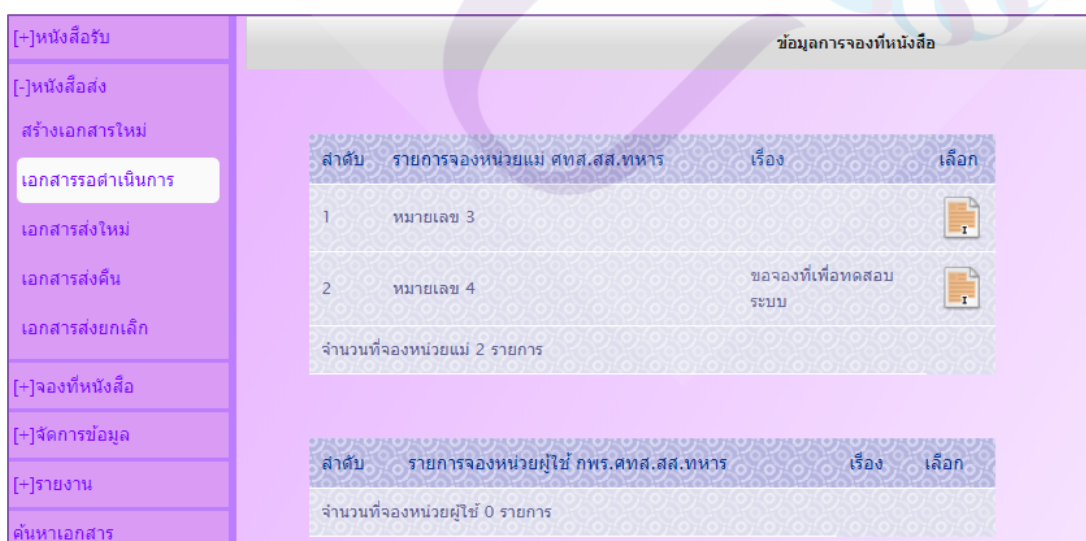 [+]หนังสือรับ
[-]หนังสือส่ง
สร้างเอกสารใหม่
เอกสารรอดำเนินการ
เอกสารส่งใหม่
เอกสารส่งคืน
เอกสารส่งยกเลิก
[+]จองที่หนังสือ
[+]จัดการข้อมูล
[+]รายงาน
ค้นหาเอกสาร
ข้อมูลการจองที่หนังสือ
ลำดับ รายการจองหน่วยแม่ ศทส.สส.ทหาร เรื่อง เลือก
1 หมายเลข 3
2 หมายเลข 4 ขอจองที่เพื่อทดสอบ
ระบบ
จำนวนที่จองหน่วยแม่ 2 รายการ
ลำดับ รายการจองหน่วยผู้ใช้ กพร.ศทส.สส.ทหาร เรื่อง เลือก
จำนวนที่จองหน่วยผู้ใช้ 0 รายการ